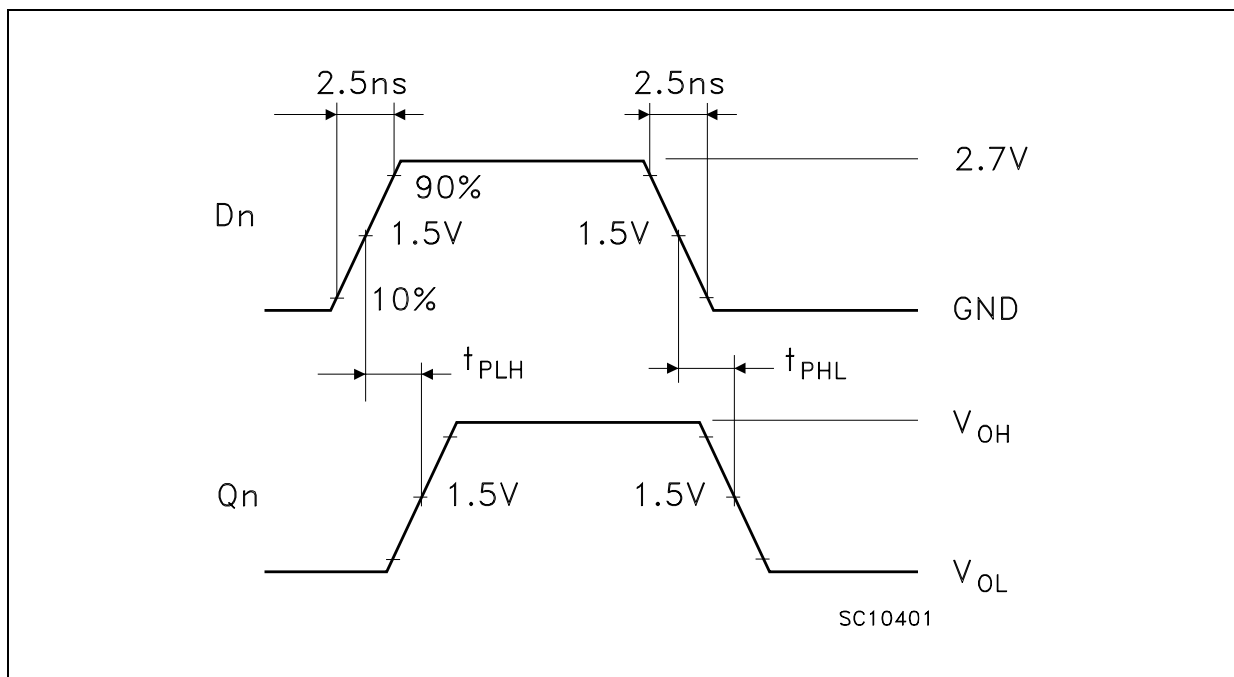 2.5ns 2.5ns
2.7V
90%
Dn
1.5V 1.5V
10%
GND
tPLH tPHL
VOH
Qn 1.5V 1.5V
VOL
SC10401